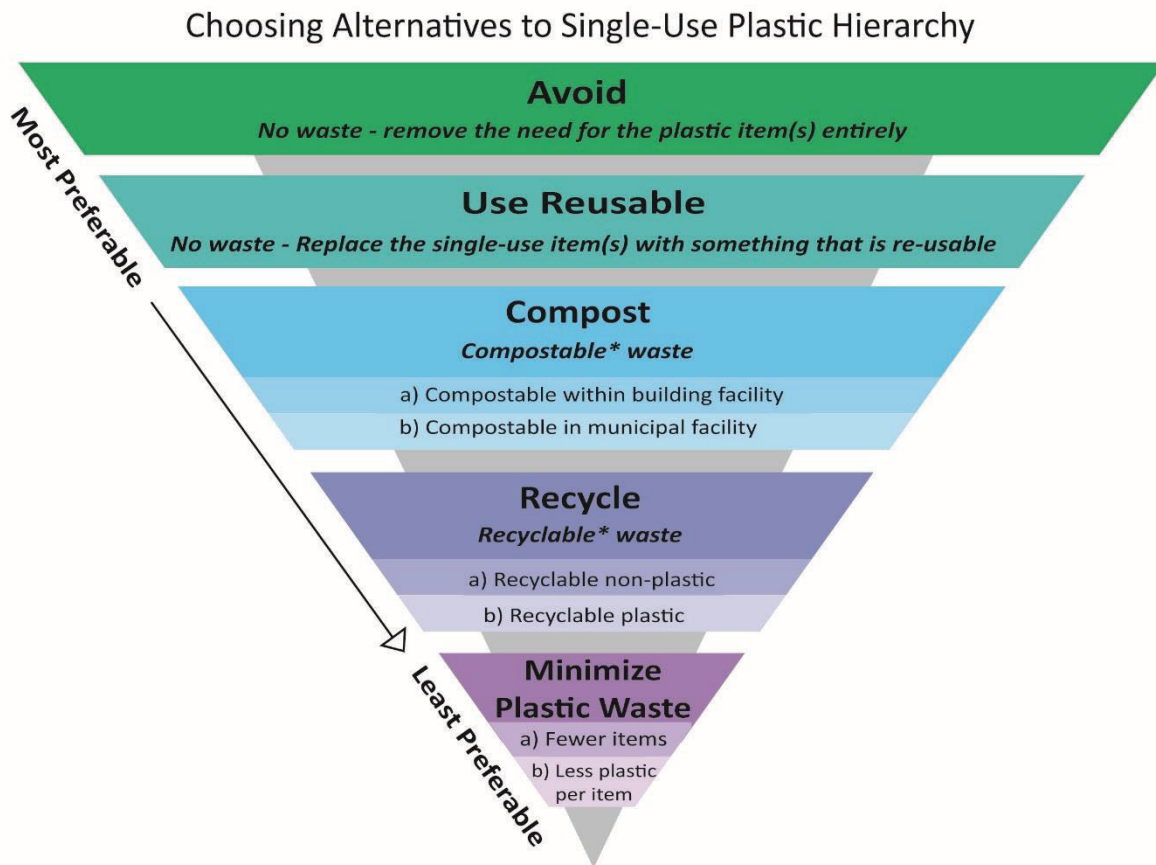 Choosing Alternatives to Single-Use Plastic Hierarchy
Most Preferable
Least Preferable
Avoid
No waste - remove the need for the plastic item(s) entirely
Use Reusable
No waste - Replace the single-use item(s) with something that is re-usable
Compost
Compostable* waste
a) Compostable within building facility
b) Compostable in municipal facility
Recycle
Recyclable* waste
a) Recyclable non-plastic
b) Recyclable plastic
Minimize
Plastic Waste
a) Fewer items
b) Less plastic
per item